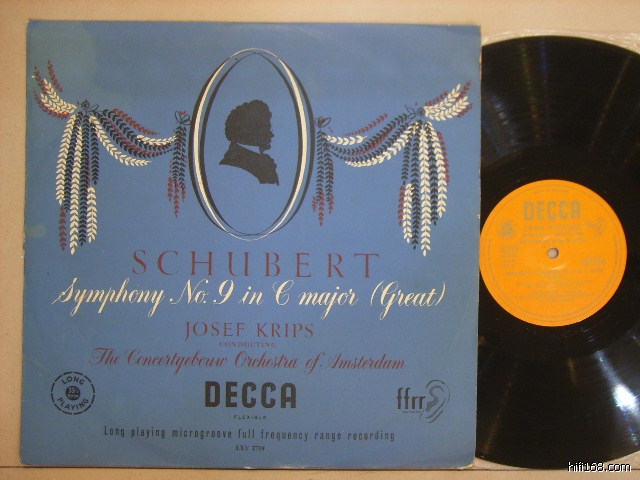 SCHUBERT
Symphony No. 9 in C major (Great)
JOSEF KRIPS
CONDUCTING
The Concertgebouw Orchestra of Amsterdam
LONG
PLAYING
DECCA
FLEXIBLE
ffrr
Long playing microgroove full frequency range recording
DECCA
hifi168.com